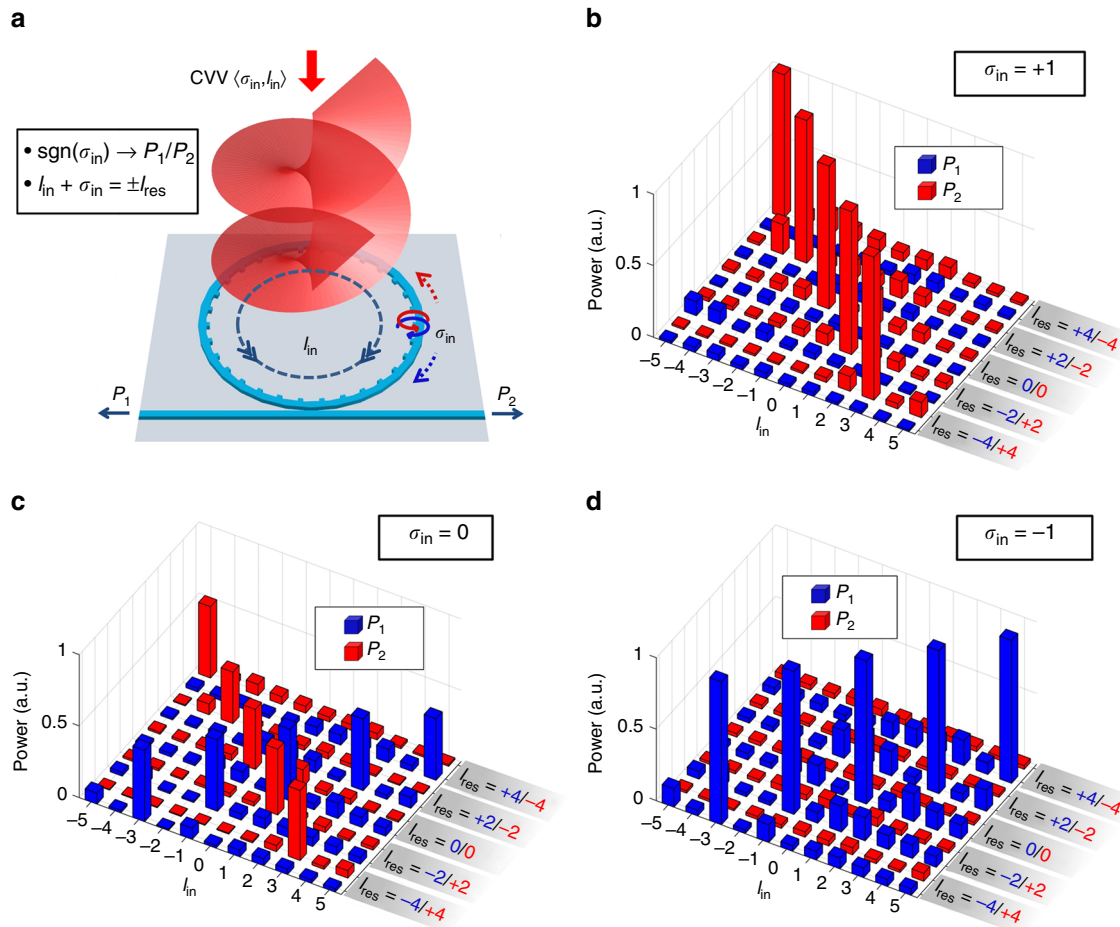 a
CVV ⟨σin,lin⟩
• sgn(σin) → P1/P2
• lin + σin = ±lres
lin
σin
P1
P2
b
σin = +1
P1
P2
Power (a.u.)
1
0.5
0
−5 −4 −3 −2 −1 0 1 2 3 4 5
lin
lres = +4/−4
lres = +2/−2
lres = 0/0
lres = −2/+2
lres = −4/+4
c
σin = 0
P1
P2
Power (a.u.)
1
0.5
0
−5 −4 −3 −2 −1 0 1 2 3 4 5
lin
lres = +4/−4
lres = +2/−2
lres = 0/0
lres = −2/+2
lres = −4/+4
d
σin = −1
P1
P2
Power (a.u.)
1
0.5
0
−5 −4 −3 −2 −1 0 1 2 3 4 5
lin
lres = +4/−4
lres = +2/−2
lres = 0/0
lres = −2/+2
lres = −4/+4